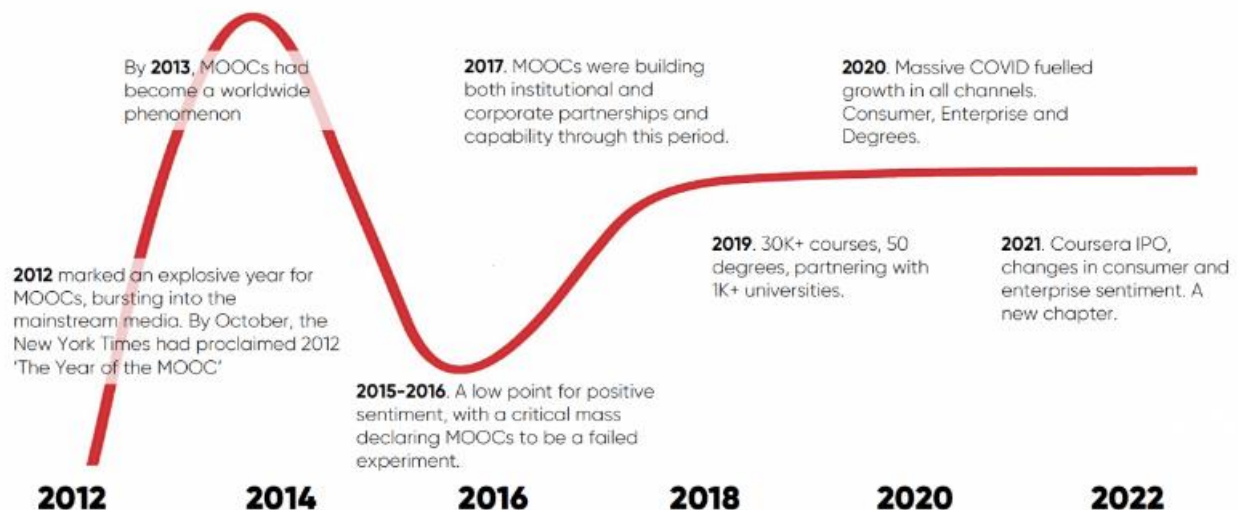 By 2013, MOOCs had
become a worldwide
phenomenon
2017. MOOCs were building
both institutional and
corporate partnerships and
capability through this period.
2020. Massive COVID fuelled
growth in all channels.
Consumer, Enterprise and
Degrees.
2012 marked an explosive year for
MOOCs, bursting into the
mainstream media. By October, the
New York Times had proclaimed 2012
‘The Year of the MOOC’
2019. 30K+ courses, 50
degrees, partnering with
1K+ universities.
2021. Coursera IPO,
changes in consumer and
enterprise sentiment. A
new chapter.
2015-2016. A low point for positive
sentiment, with a critical mass
declaring MOOCs to be a failed
experiment.
2012 2014 2016 2018 2020 2022